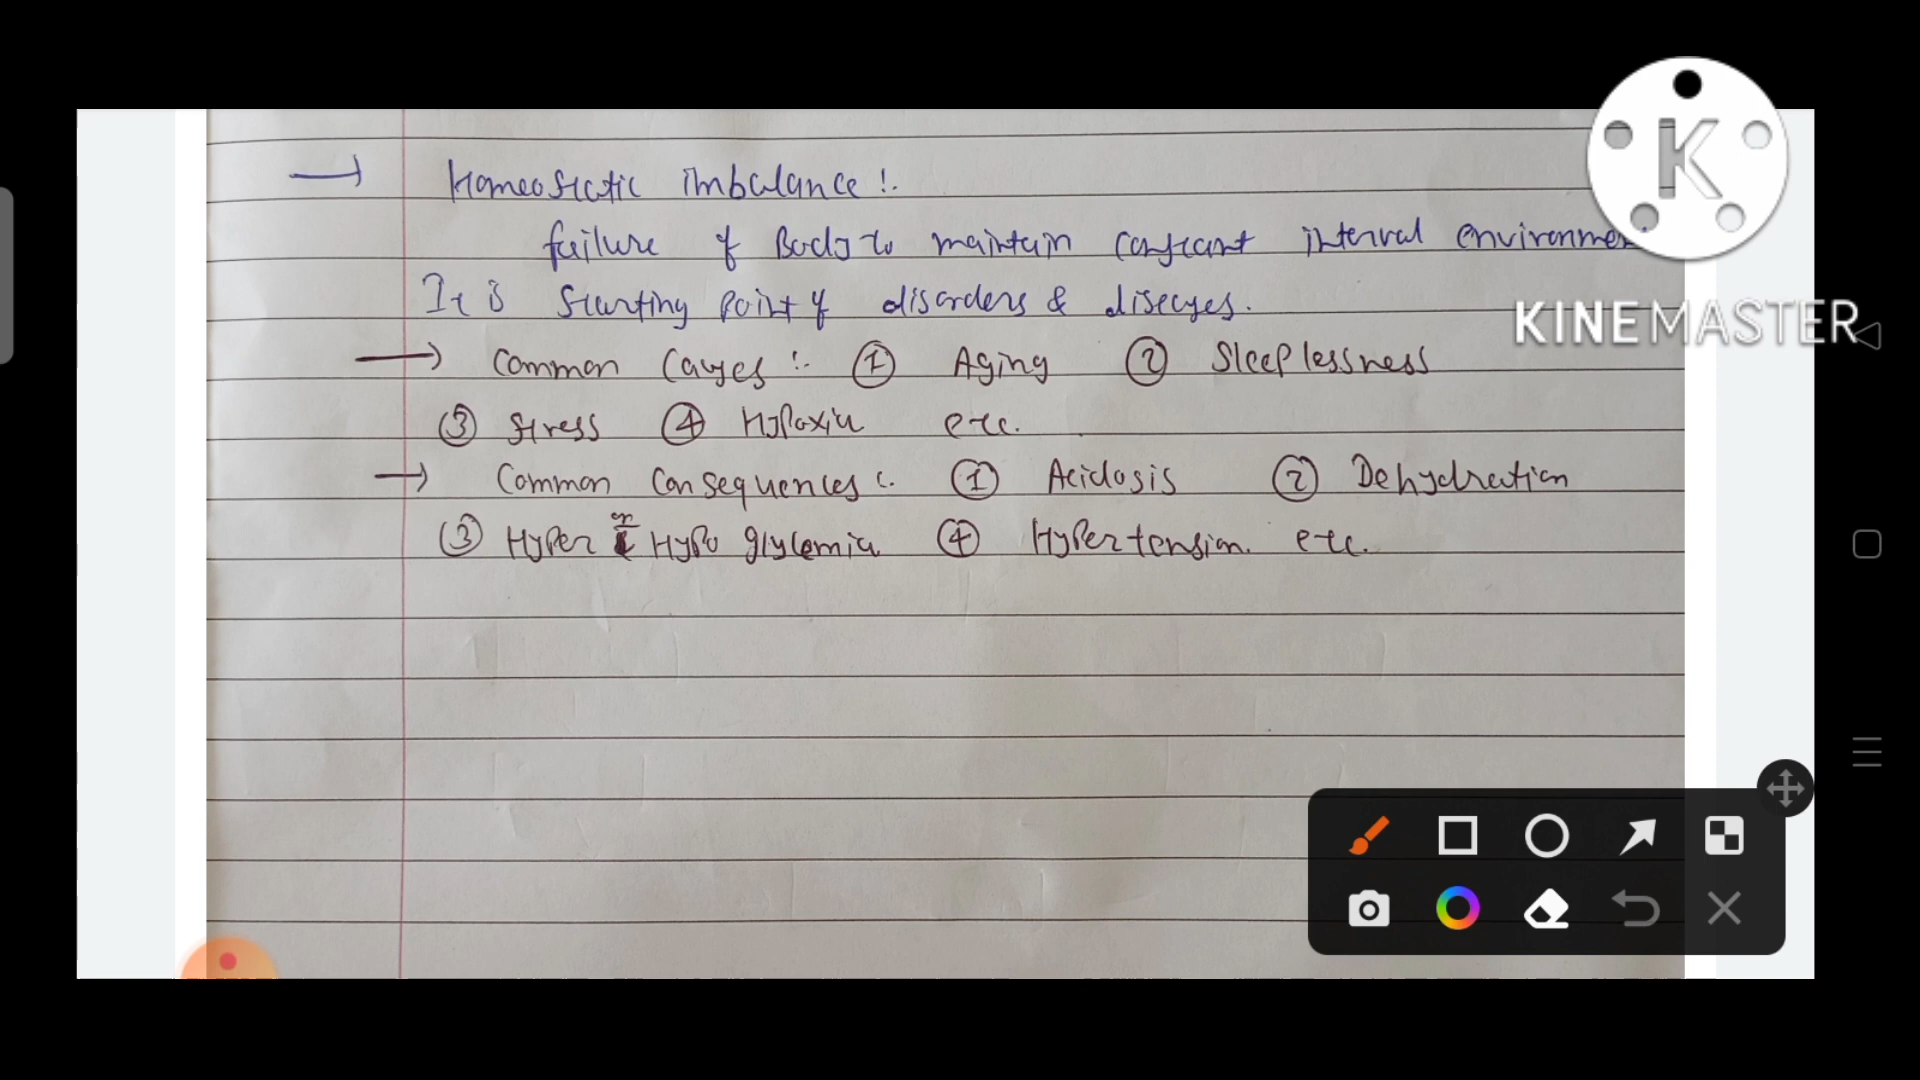 → Homeostatic imbalance :-
failure of Body to maintain constant internal environmen
It is starting point of disorders & diseases.
→ Common Causes :- ① Aging ② Sleeplessness
③ Stress ④ Hypoxia etc.
→ Common Consequences :- ① Acidosis ② Dehydration
③ Hyper or Hypo glycemia ④ Hypertension etc.
K
KINEMASTER